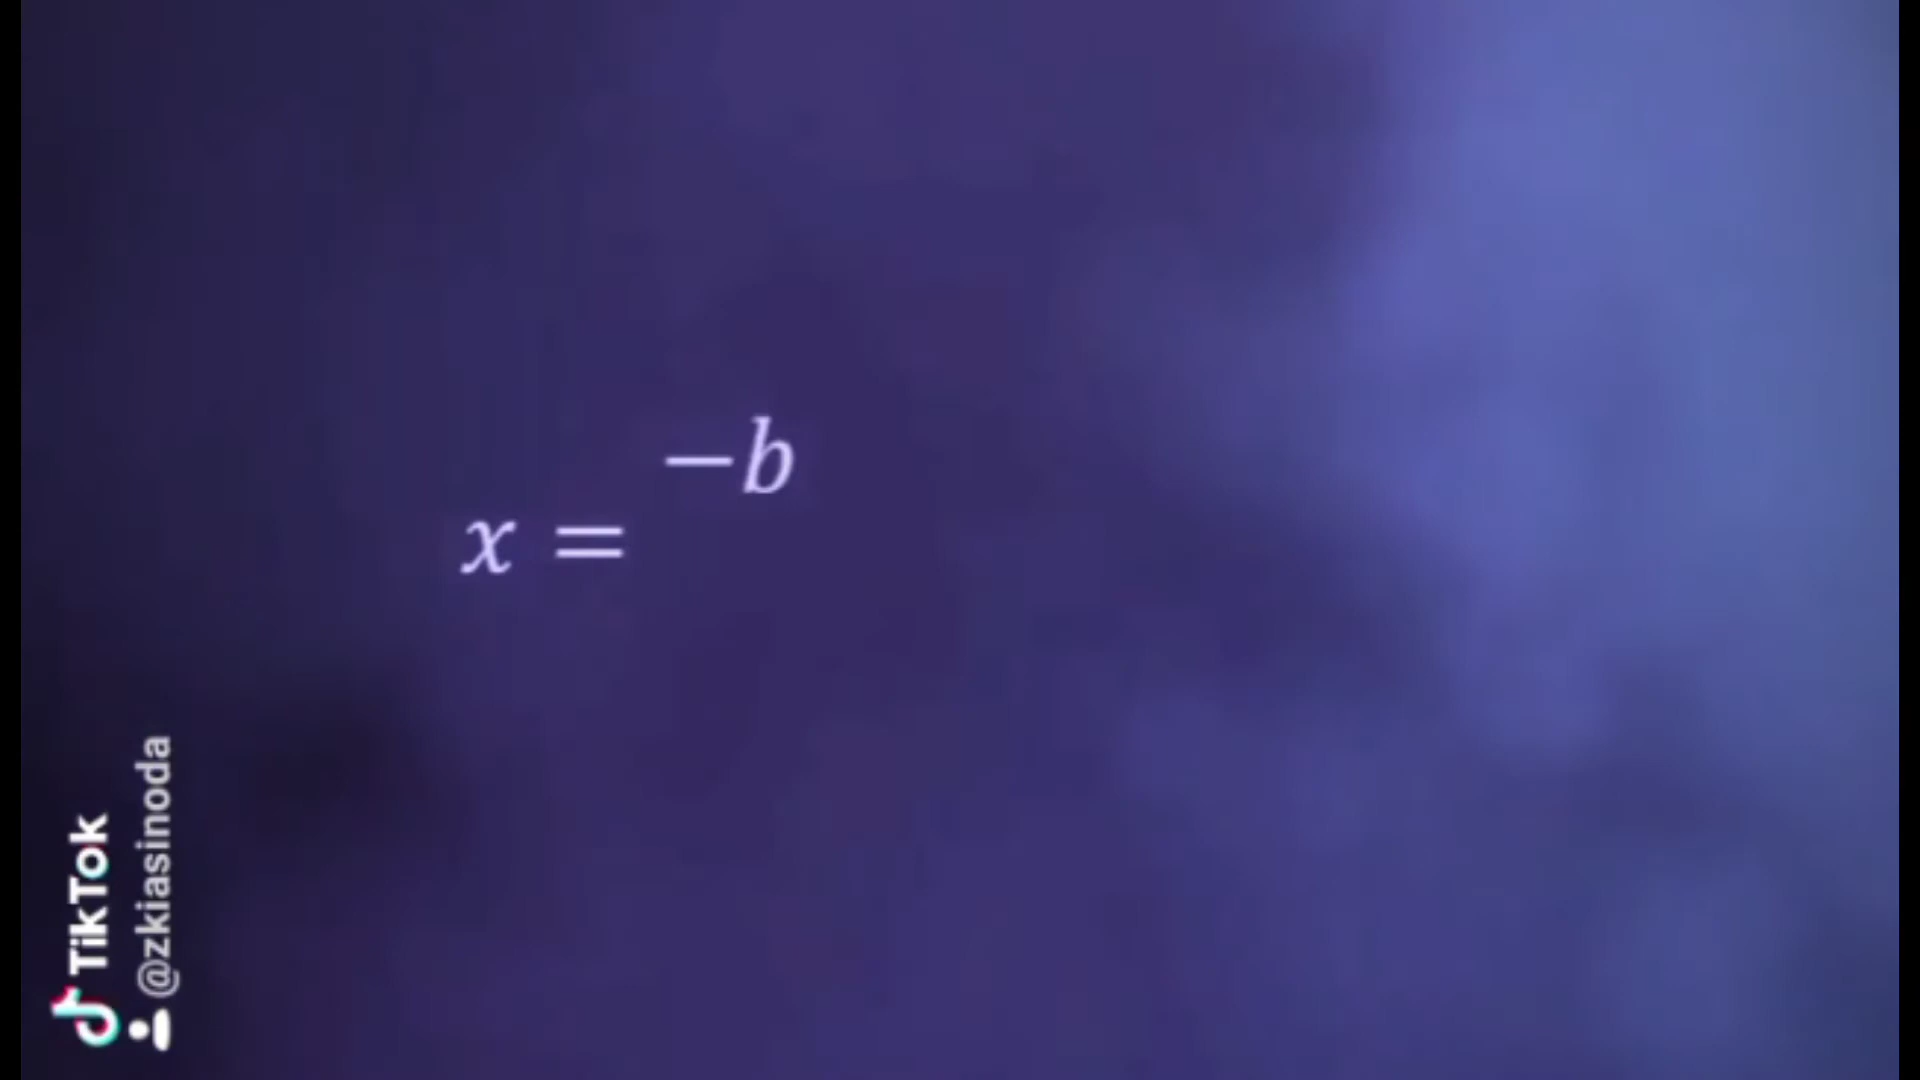 x = −b
TikTok
@zkiasinoda